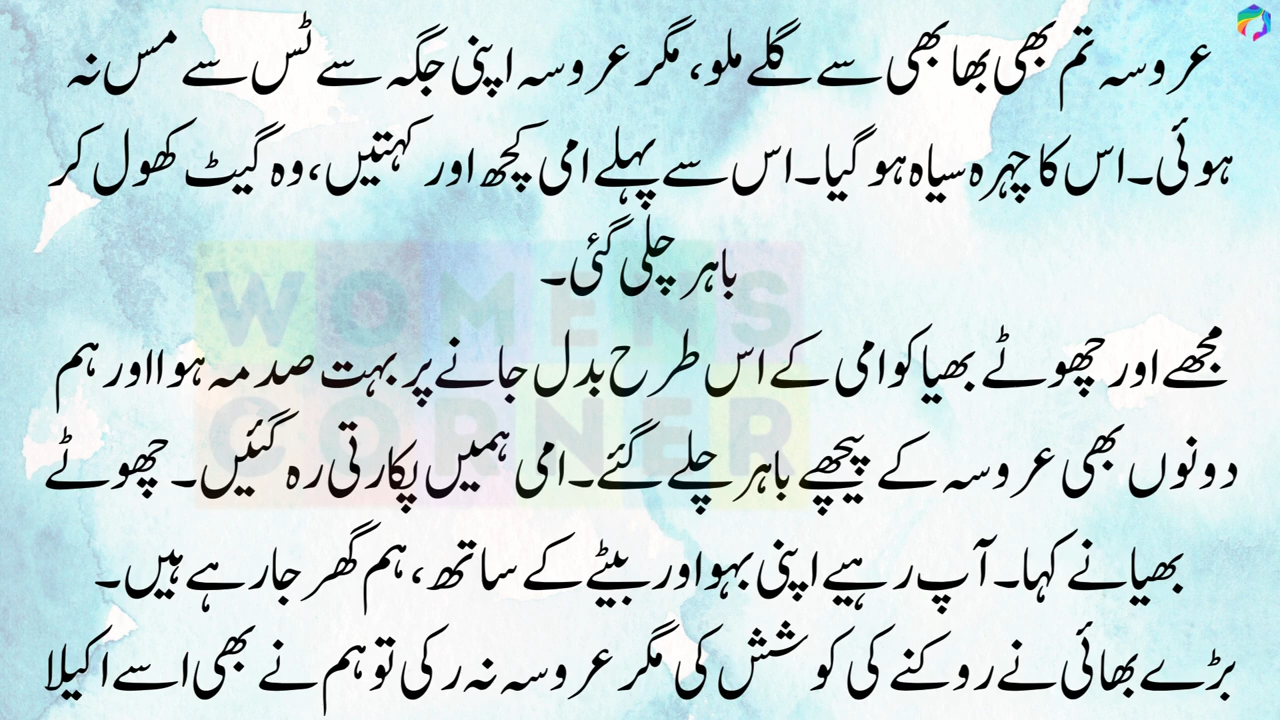 عروسہ تم بھی بھابھی سے گلے ملو، مگر عروسہ اپنی جگہ سے ٹس سے مس نہ
ہوئی۔ اس کا چہرہ سیاہ ہو گیا۔ اس سے پہلے امی کچھ اور کہتیں، وہ گیٹ کھول کر
باہر چلی گئی۔
WOMENS
CORNER
مجھے اور چھوٹے بھیا کو امی کے اس طرح بدل جانے پر بہت صدمہ ہوا اور ہم
دونوں بھی عروسہ کے پیچھے باہر چلے گئے۔ امی ہمیں پکارتی رہ گئیں۔ چھوٹے
بھیا نے کہا۔ آپ رہیے اپنی بہو اور بیٹے کے ساتھ، ہم گھر جا رہے ہیں۔
بڑے بھائی نے روکنے کی کوشش کی مگر عروسہ نہ رکی تو ہم نے بھی اسے اکیلا